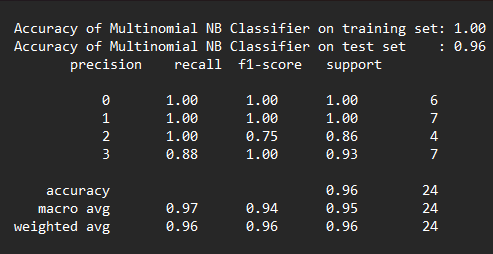 Accuracy of Multinomial NB Classifier on training set: 1.00
Accuracy of Multinomial NB Classifier on test set    : 0.96
precision    recall  f1-score   support
0       1.00      1.00      1.00         6
1       1.00      1.00      1.00         7
2       1.00      0.75      0.86         4
3       0.88      1.00      0.93         7
accuracy                           0.96        24
macro avg       0.97      0.94      0.95        24
weighted avg       0.96      0.96      0.96        24